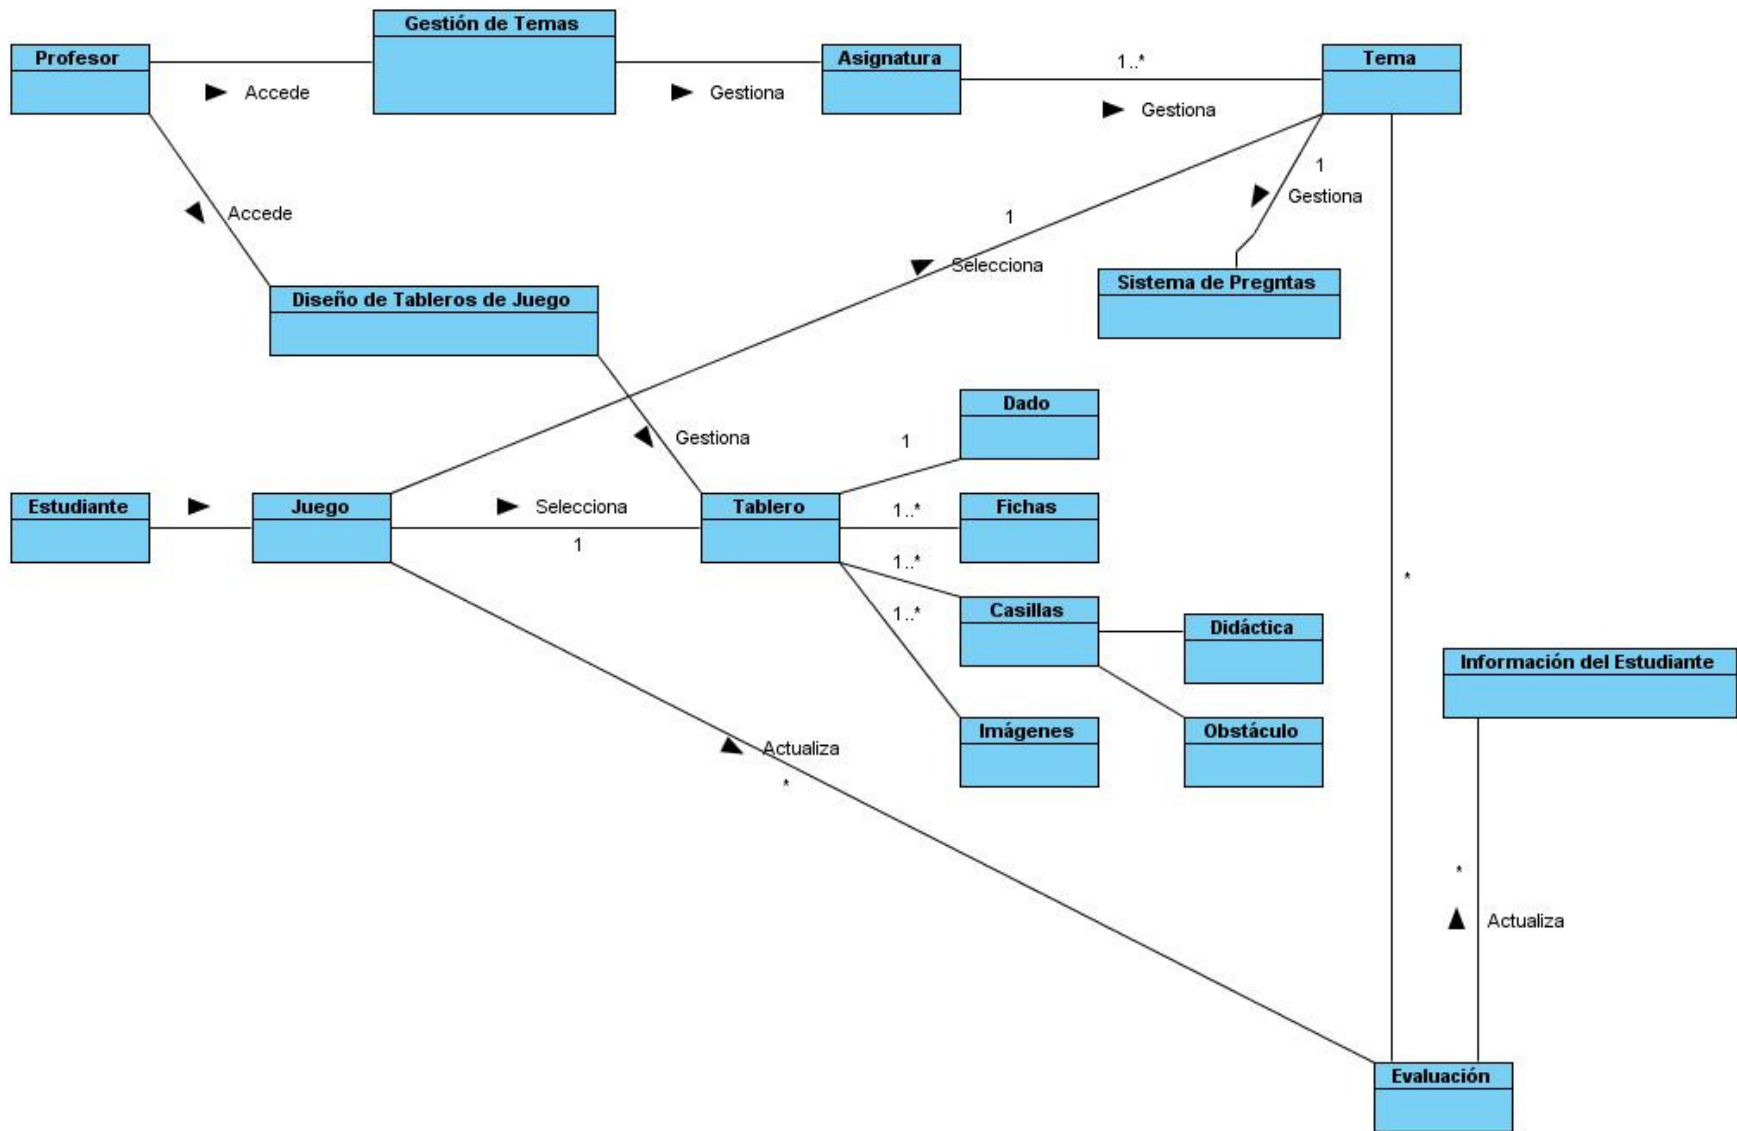 Gestión de Temas
Profesor
Asignatura
1..*
Tema
Accede
Gestiona
Gestiona
1
Gestiona
Accede
1
Selecciona
Sistema de Pregntas
Diseño de Tableros de Juego
Dado
Gestiona
1
Estudiante
Juego
Selecciona
1
Tablero
1..*
Fichas
1..*
1..*
Casillas
Didáctica
*
Información del Estudiante
Imágenes
Obstáculo
Actualiza
*
*
Actualiza
Evaluación